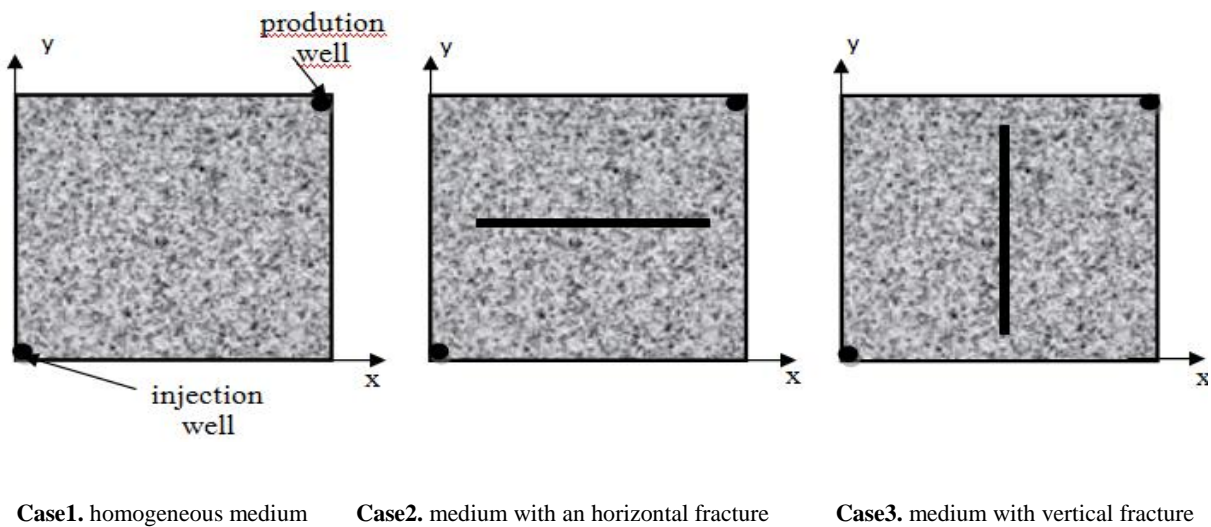 prodution
well
y
y
y
x
x
x
injection
well
Case1. homogeneous medium
Case2. medium with an horizontal fracture
Case3. medium with vertical fracture